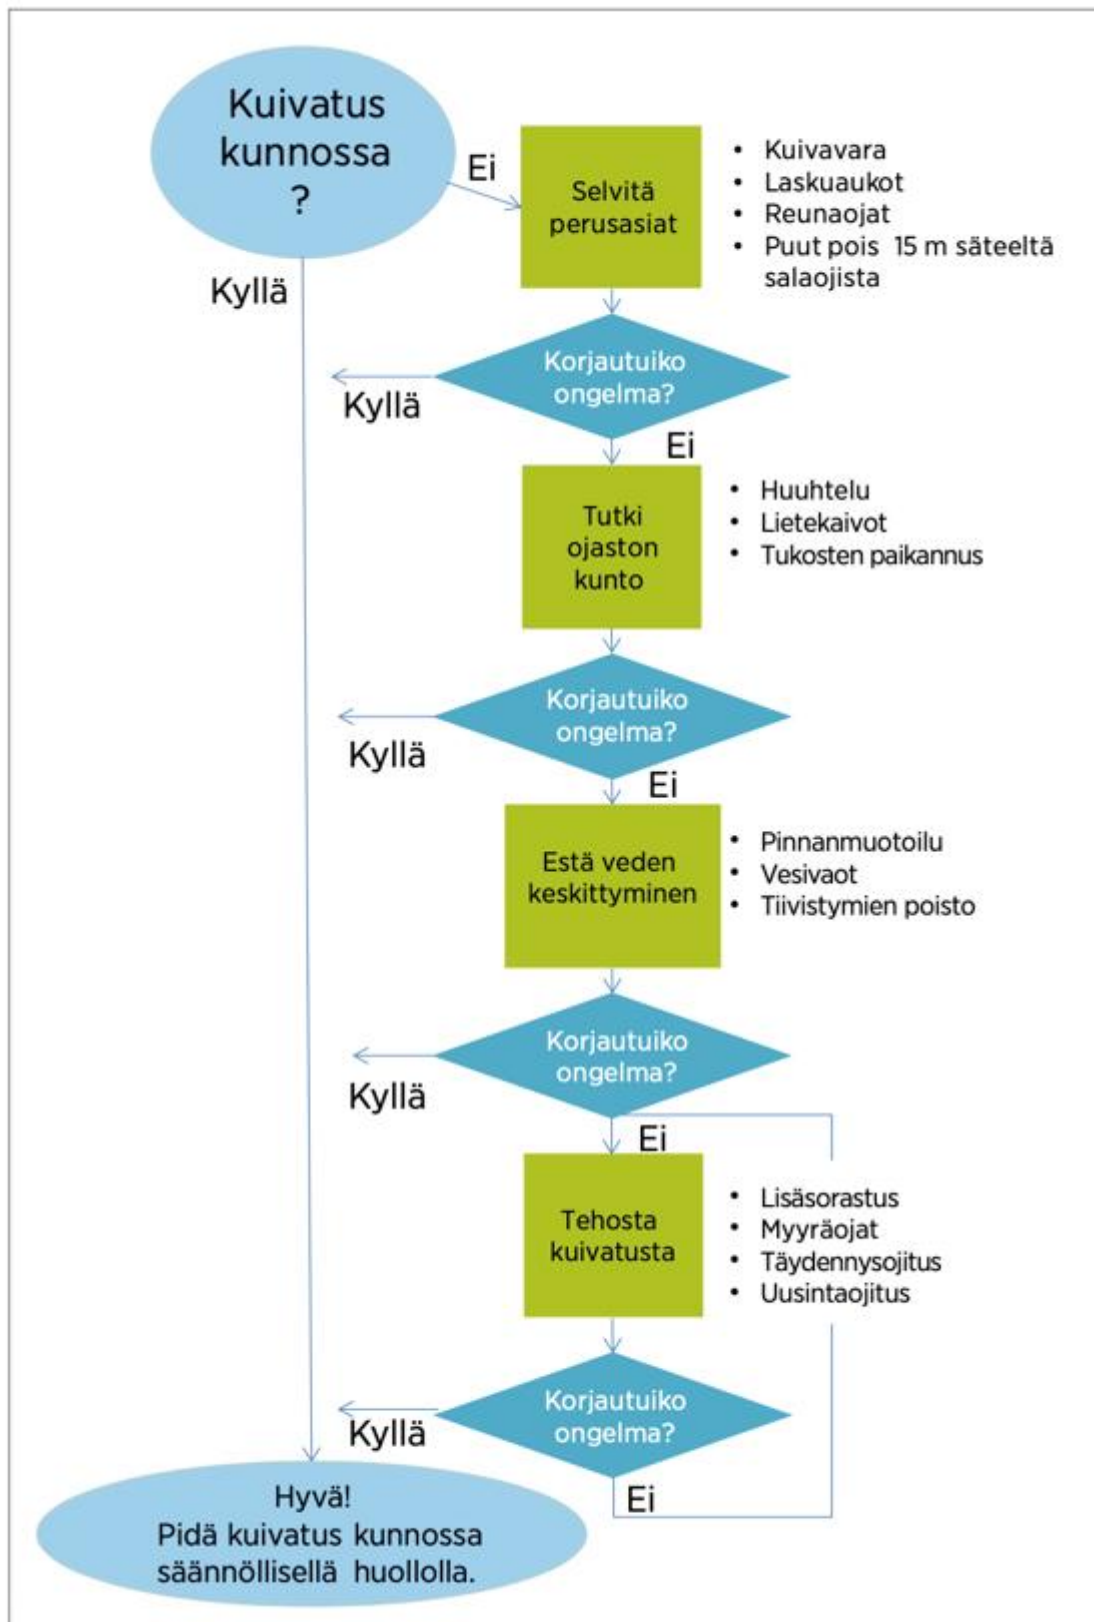 Kuivatus
kunnossa
?
Ei
Kyllä
Selvitä
perusasiat
• Kuivavara
• Laskuaukot
• Reunaojat
• Puut pois 15 m säteeltä
salaojista
Korjautuiko
ongelma?
Kyllä
Ei
Tutki
ojaston
kunto
• Huuhtelu
• Lietekaivot
• Tukosten paikannus
Korjautuiko
ongelma?
Kyllä
Ei
Estä veden
keskittyminen
• Pinnanmuotoilu
• Vesivaot
• Tiivistymien poisto
Korjautuiko
ongelma?
Kyllä
Ei
Tehosta
kuivatusta
• Lisäsorastus
• Myyräojat
• Täydennysojitus
• Uusintaojitus
Korjautuiko
ongelma?
Kyllä
Ei
Hyvä!
Pidä kuivatus kunnossa
säännöllisellä huollolla.